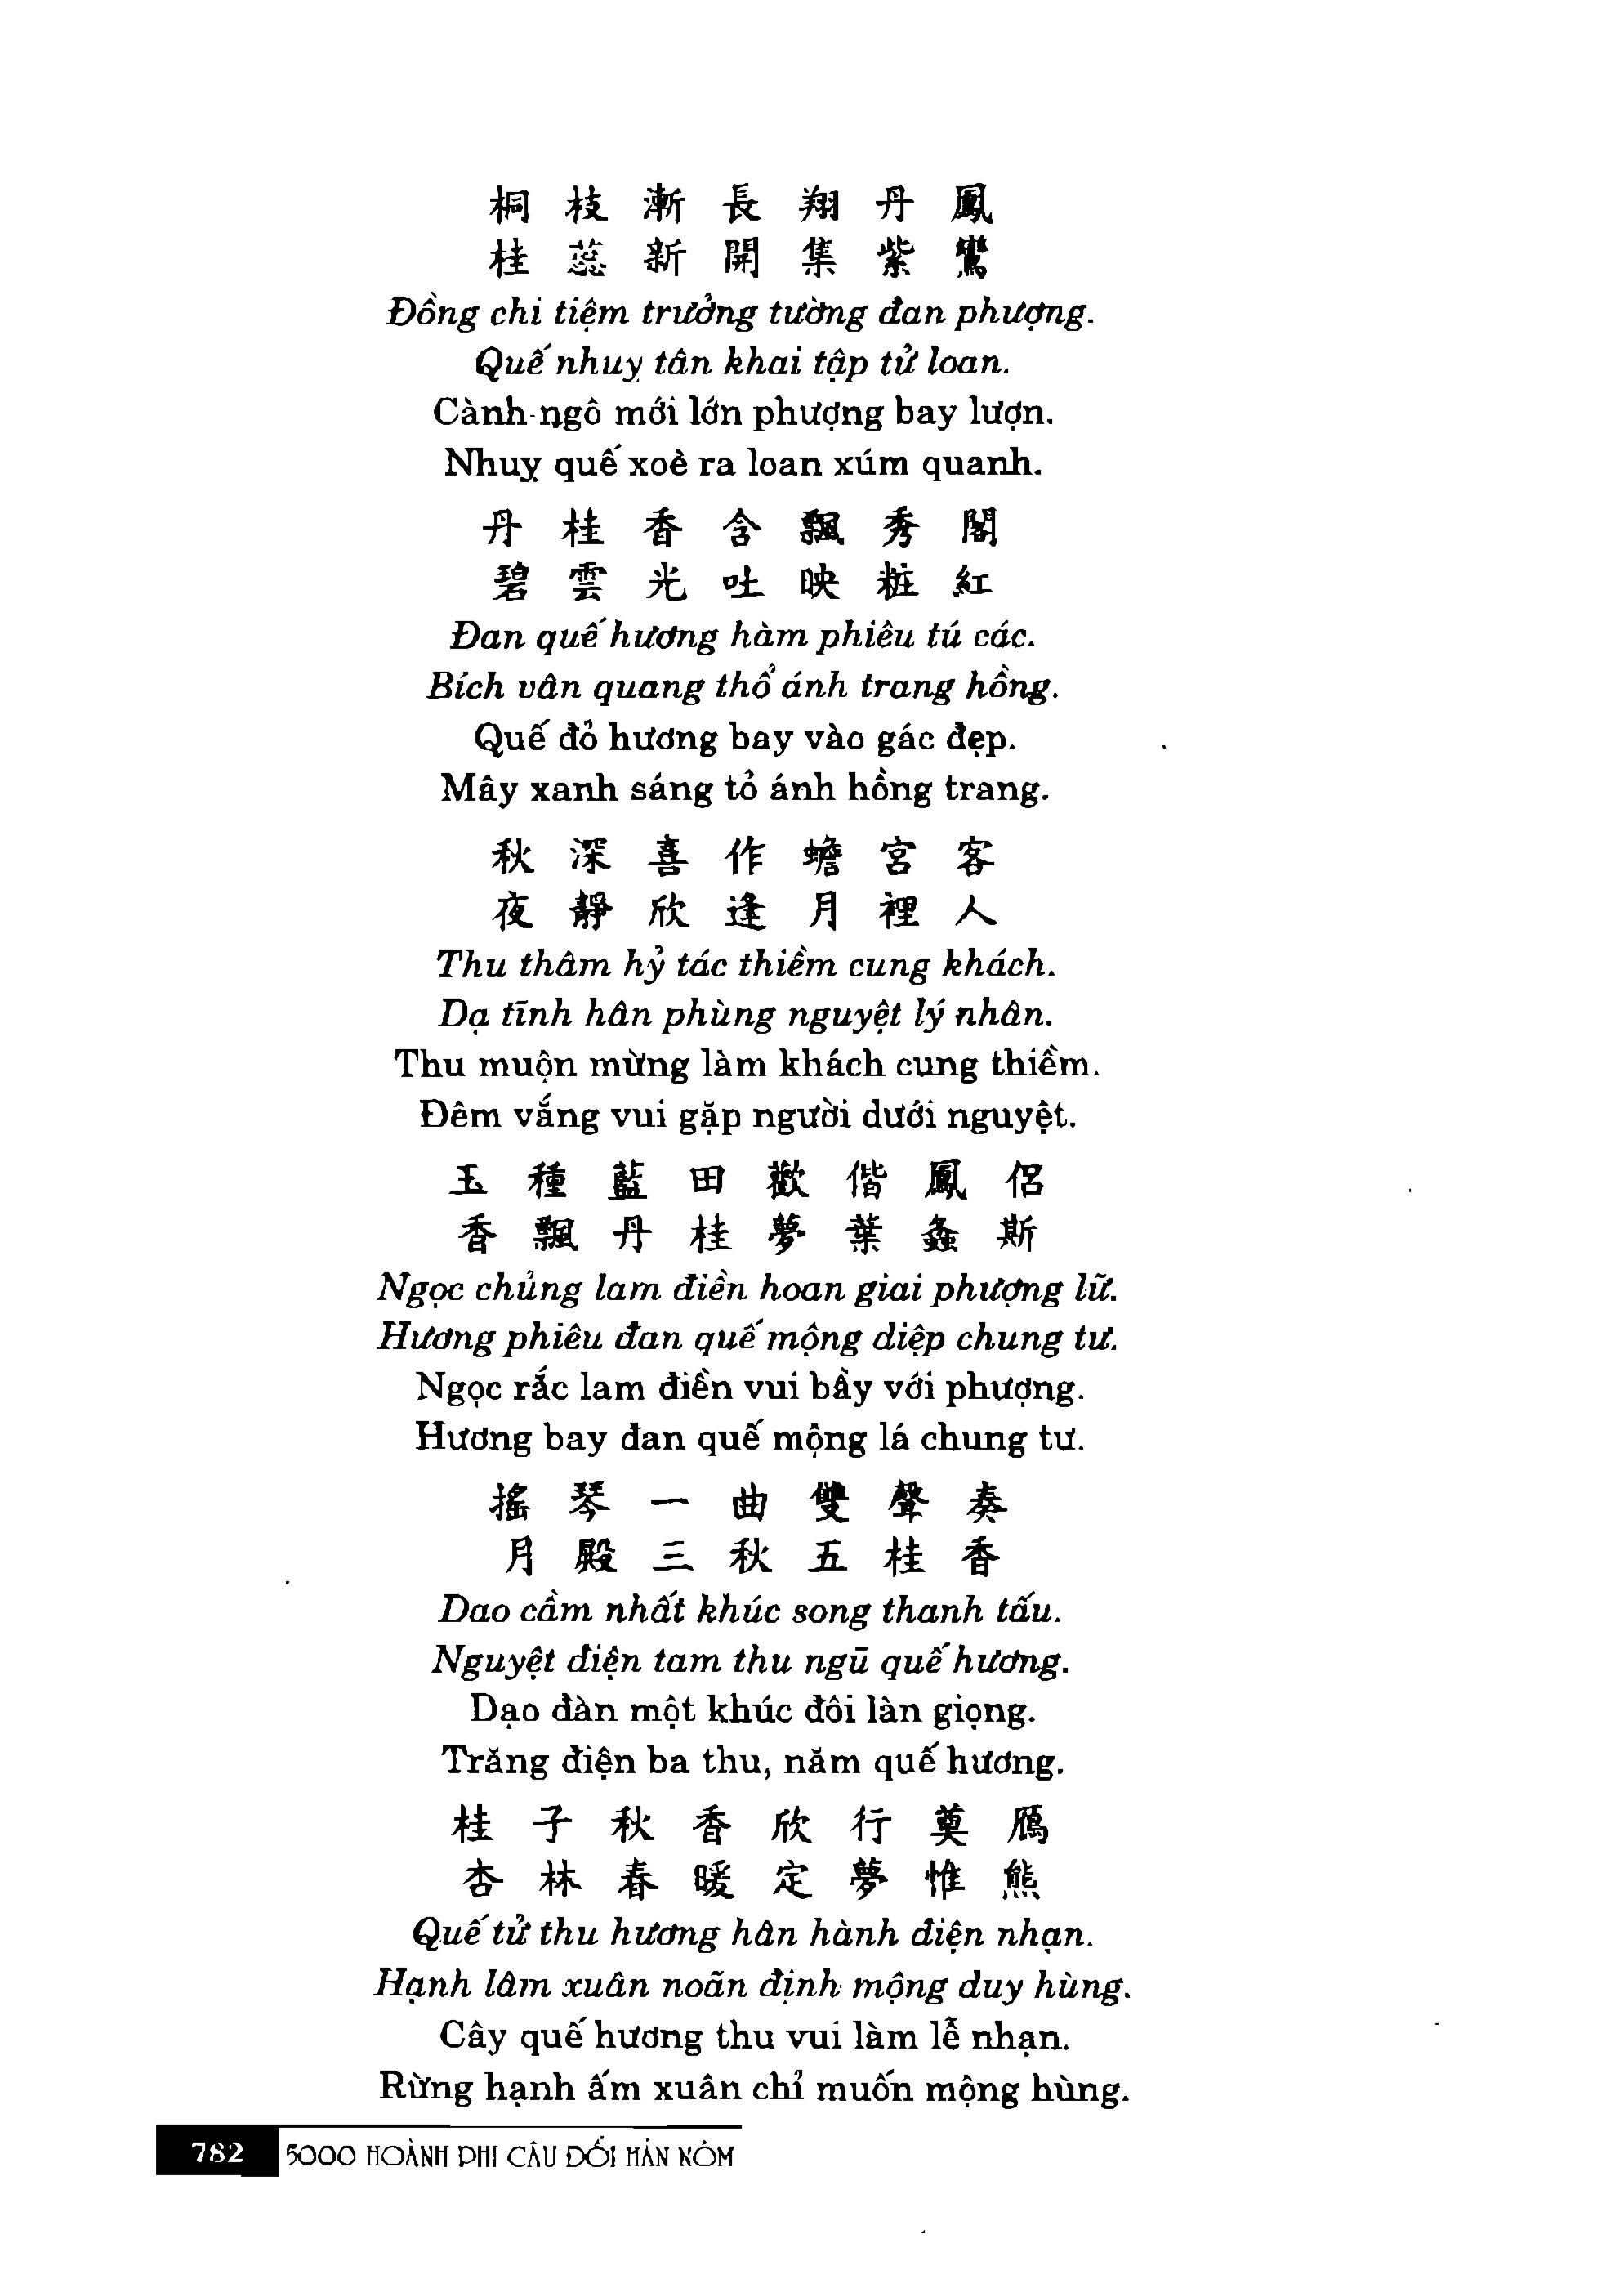 桐枝漸長翔丹鳳
桂蕊新開集紫鸞
Đồng chi tiệm trưởng tường đan phượng.
Quế nhuỵ tân khai tập tử loan.
Cành ngô mới lớn phượng bay lượn.
Nhuỵ quế xoè ra loan xúm quanh.
丹桂香含飄秀閣
碧雲光吐映粧紅
Đan quế hương hàm phiêu tú các.
Bích vân quang thổ ánh trang hồng.
Quế đỏ hương bay vào gác đẹp.
Mây xanh sáng tỏ ánh hồng trang.
秋深喜作蟾宮客
夜靜欣逢月裡人
Thu thâm hỷ tác thiềm cung khách.
Dạ tĩnh hân phùng nguyệt lý nhân.
Thu muộn mừng làm khách cung thiềm.
Đêm vắng vui gặp người dưới nguyệt.
玉種藍田歡偕鳳侶
香飄丹桂夢葉螽斯
Ngọc chủng lam điền hoan giai phượng lữ.
Hương phiêu đan quế mộng diệp chung tư.
Ngọc rắc lam điền vui bầy với phượng.
Hương bay đan quế mộng lá chung tư.
搖琴一曲雙聲奏
月殿三秋五桂香
Dao cầm nhất khúc song thanh tấu.
Nguyệt điện tam thu ngũ quế hương.
Dạo đàn một khúc đôi làn giọng.
Trăng điện ba thu, năm quế hương.
桂子秋香欣行奠鴈
杏林春暖定夢惟熊
Quế tử thu hương hân hành điện nhạn.
Hạnh lâm xuân noãn định mộng duy hùng.
Cây quế hương thu vui làm lễ nhạn.
Rừng hạnh ấm xuân chỉ muốn mộng hùng.
782 5000 HOÀNH PHI CÂU ĐỐI HÁN NÔM